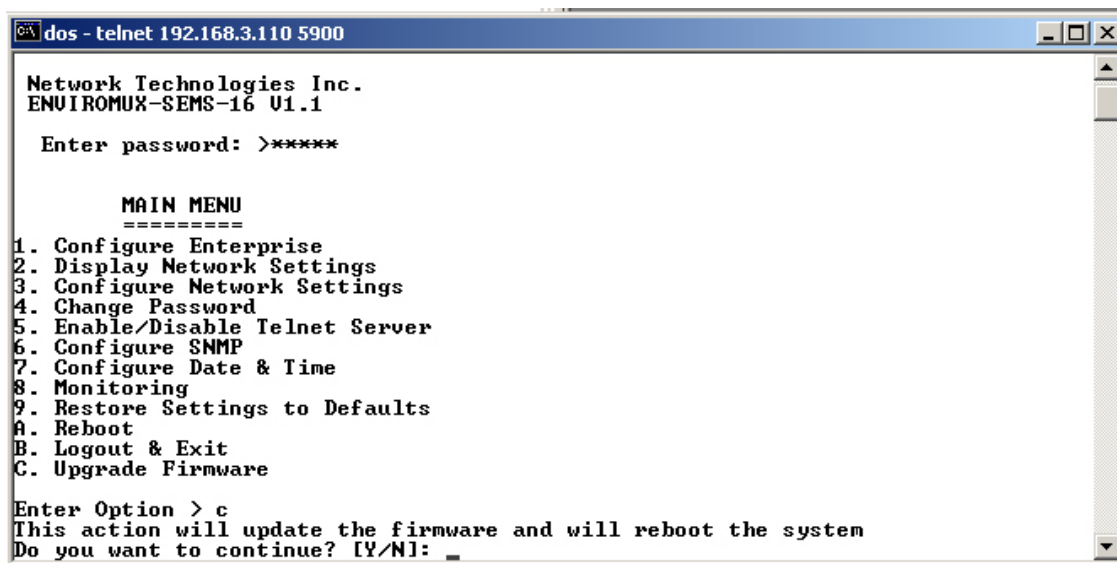 dos - telnet 192.168.3.110 5900
Network Technologies Inc.
ENVIROMUX-SEMS-16 V1.1
Enter password: >*****
MAIN MENU
=========
1. Configure Enterprise
2. Display Network Settings
3. Configure Network Settings
4. Change Password
5. Enable/Disable Telnet Server
6. Configure SNMP
7. Configure Date & Time
8. Monitoring
9. Restore Settings to Defaults
A. Reboot
B. Logout & Exit
C. Upgrade Firmware
Enter Option > c
This action will update the firmware and will reboot the system
Do you want to continue? [Y/N]: _